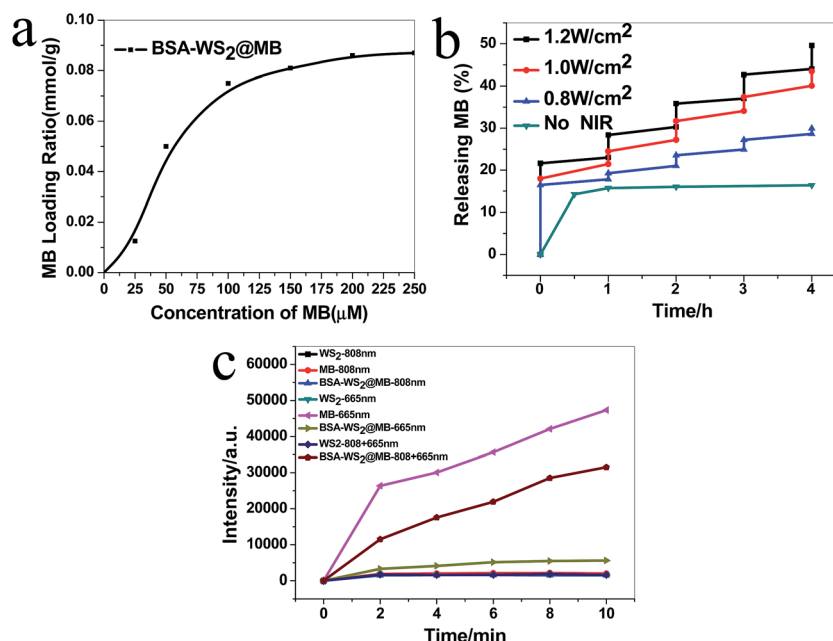 a
BSA-WS2@MB
MB Loading Ratio(mmol/g)
0.10
0.08
0.06
0.04
0.02
0.00
0 25 50 75 100 125 150 175 200 225 250
Concentration of MB(μM)
b
1.2W/cm2
1.0W/cm2
0.8W/cm2
No NIR
Releasing MB (%)
50
40
30
20
10
0
0 1 2 3 4
Time/h
c
WS2-808nm
MB-808nm
BSA-WS2@MB-808nm
WS2-665nm
MB-665nm
BSA-WS2@MB-665nm
WS2-808+665nm
BSA-WS2@MB-808+665nm
Intensity/a.u.
60000
50000
40000
30000
20000
10000
0
0 2 4 6 8 10
Time/min